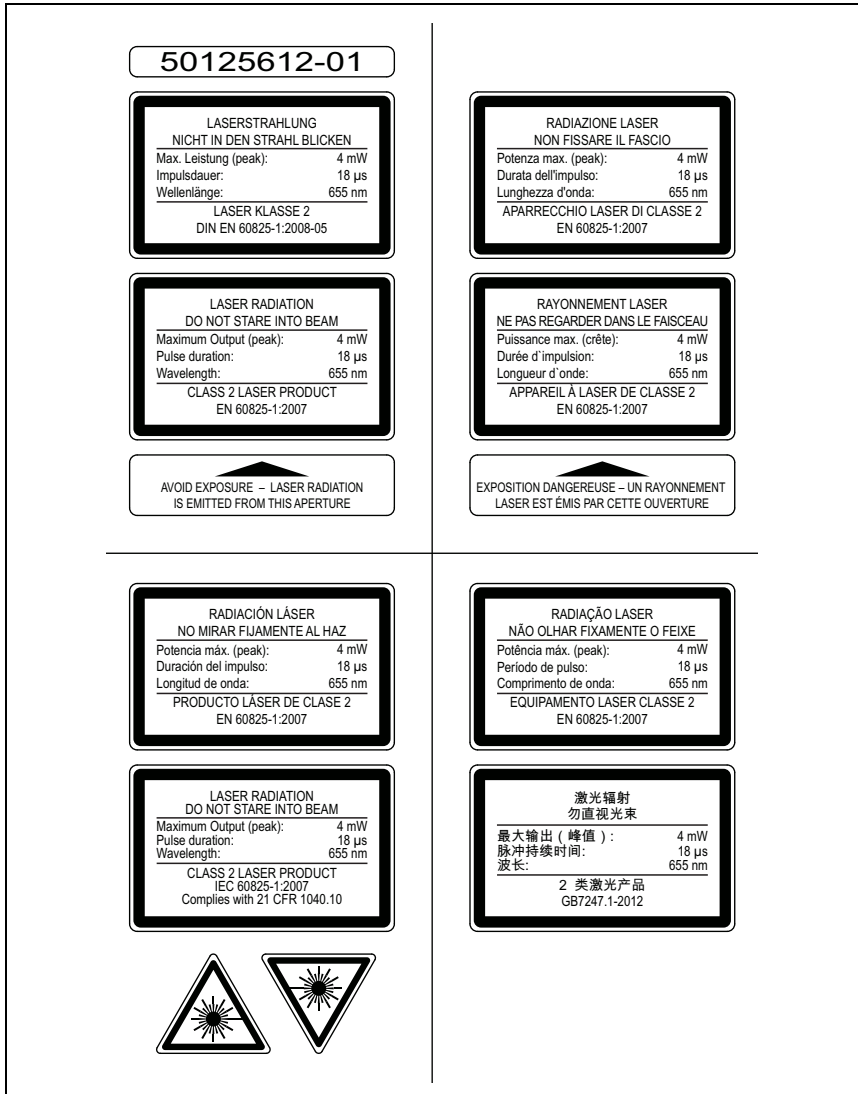 50125612-01
LASERSTRAHLUNG
NICHT IN DEN STRAHL BLICKEN
Max. Leistung (peak): 4 mW
Impulsdauer: 18 µs
Wellenlänge: 655 nm
LASER KLASSE 2
DIN EN 60825-1:2008-05
LASER RADIATION
DO NOT STARE INTO BEAM
Maximum Output (peak): 4 mW
Pulse duration: 18 µs
Wavelength: 655 nm
CLASS 2 LASER PRODUCT
EN 60825-1:2007
AVOID EXPOSURE – LASER RADIATION
IS EMITTED FROM THIS APERTURE
RADIAZIONE LASER
NON FISSARE IL FASCIO
Potenza max. (peak): 4 mW
Durata dell'impulso: 18 µs
Lunghezza d'onda: 655 nm
APARRECCHIO LASER DI CLASSE 2
EN 60825-1:2007
RAYONNEMENT LASER
NE PAS REGARDER DANS LE FAISCEAU
Puissance max. (crête): 4 mW
Durée d`impulsion: 18 µs
Longueur d`onde: 655 nm
APPAREIL À LASER DE CLASSE 2
EN 60825-1:2007
EXPOSITION DANGEREUSE – UN RAYONNEMENT
LASER EST ÉMIS PAR CETTE OUVERTURE
RADIACIÓN LÁSER
NO MIRAR FIJAMENTE AL HAZ
Potencia máx. (peak): 4 mW
Duración del impulso: 18 µs
Longitud de onda: 655 nm
PRODUCTO LÁSER DE CLASE 2
EN 60825-1:2007
LASER RADIATION
DO NOT STARE INTO BEAM
Maximum Output (peak): 4 mW
Pulse duration: 18 µs
Wavelength: 655 nm
CLASS 2 LASER PRODUCT
IEC 60825-1:2007
Complies with 21 CFR 1040.10
RADIAÇÃO LASER
NÃO OLHAR FIXAMENTE O FEIXE
Potência máx. (peak): 4 mW
Período de pulso: 18 µs
Comprimento de onda: 655 nm
EQUIPAMENTO LASER CLASSE 2
EN 60825-1:2007
激光辐射
勿直视光束
最大输出 ( 峰值 ) : 4 mW
脉冲持续时间: 18 µs
波长: 655 nm
2 类激光产品
GB7247.1-2012